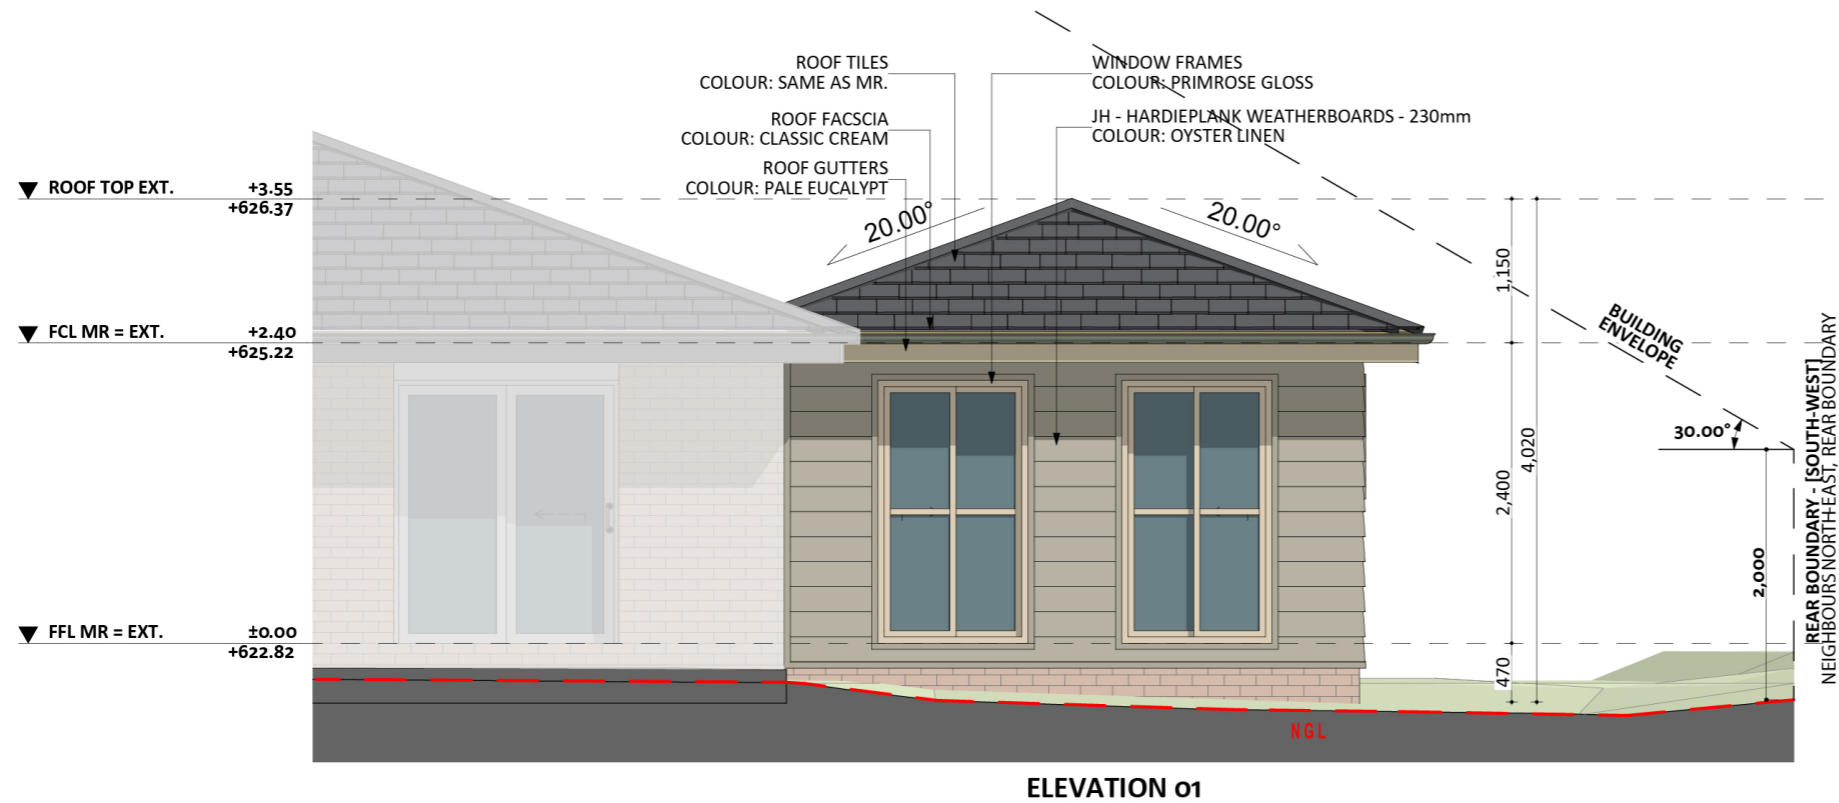 ROOF TILES
COLOUR: SAME AS MR.
ROOF FACSCIA
COLOUR: CLASSIC CREAM
ROOF GUTTERS
COLOUR: PALE EUCALYPT
WINDOW FRAMES
COLOUR: PRIMROSE GLOSS
JH - HARDIEPLANK WEATHERBOARDS - 230mm
COLOUR: OYSTER LINEN
ROOF TOP EXT. +3.55
+626.37
20.00°
20.00°
1,150
FCL MR = EXT. +2.40
+625.22
BUILDING
ENVELOPE
30.00°
4,020
2,400
2,000
REAR BOUNDARY - [SOUTH-WEST]
NEIGHBOURS NORTH-EAST, REAR BOUNDARY
FFL MR = EXT. ±0.00
+622.82
470
NGL
ELEVATION 01